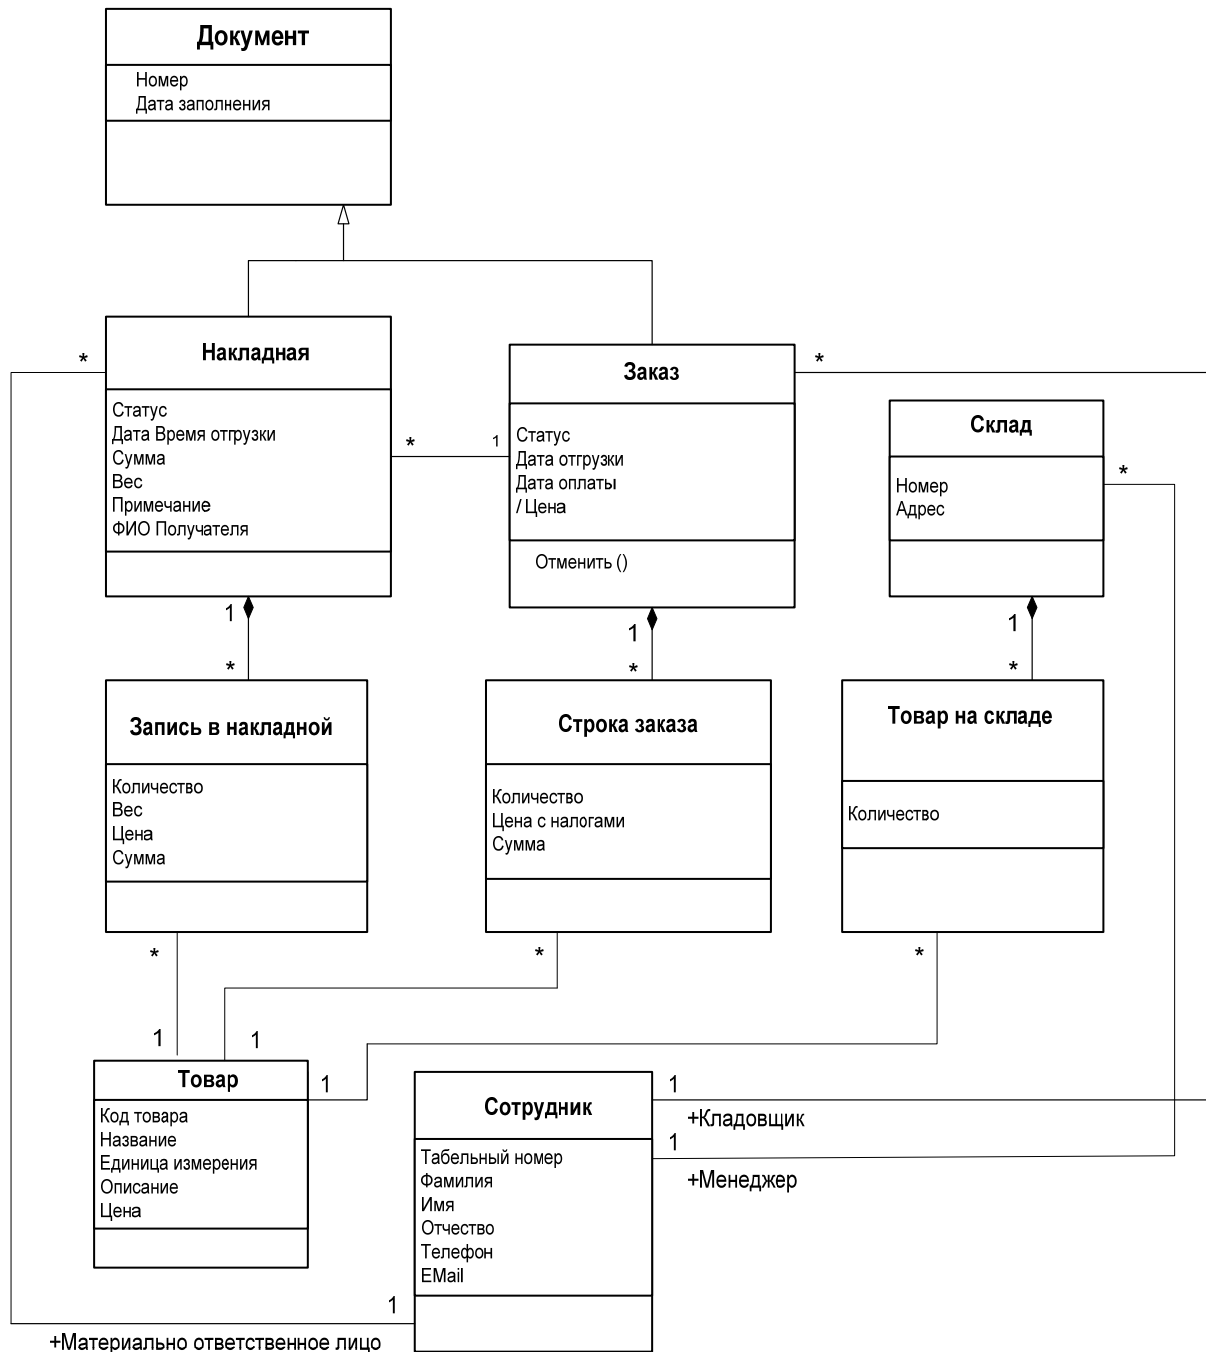 Документ
Номер
Дата заполнения
Накладная
Статус
Дата Время отгрузки
Сумма
Вес
Примечание
ФИО Получателя
*
*
1
Заказ
Статус
Дата отгрузки
Дата оплаты
/ Цена
Отменить ()
*
Склад
Номер
Адрес
*
1
*
1
*
1
*
Запись в накладной
Количество
Вес
Цена
Сумма
Строка заказа
Количество
Цена с налогами
Сумма
Товар на складе
Количество
*
*
*
1
1
1
Товар
Код товара
Название
Единица измерения
Описание
Цена
Сотрудник
Табельный номер
Фамилия
Имя
Отчество
Телефон
EMail
1
+Кладовщик
1
+Менеджер
1
+Материально ответственное лицо